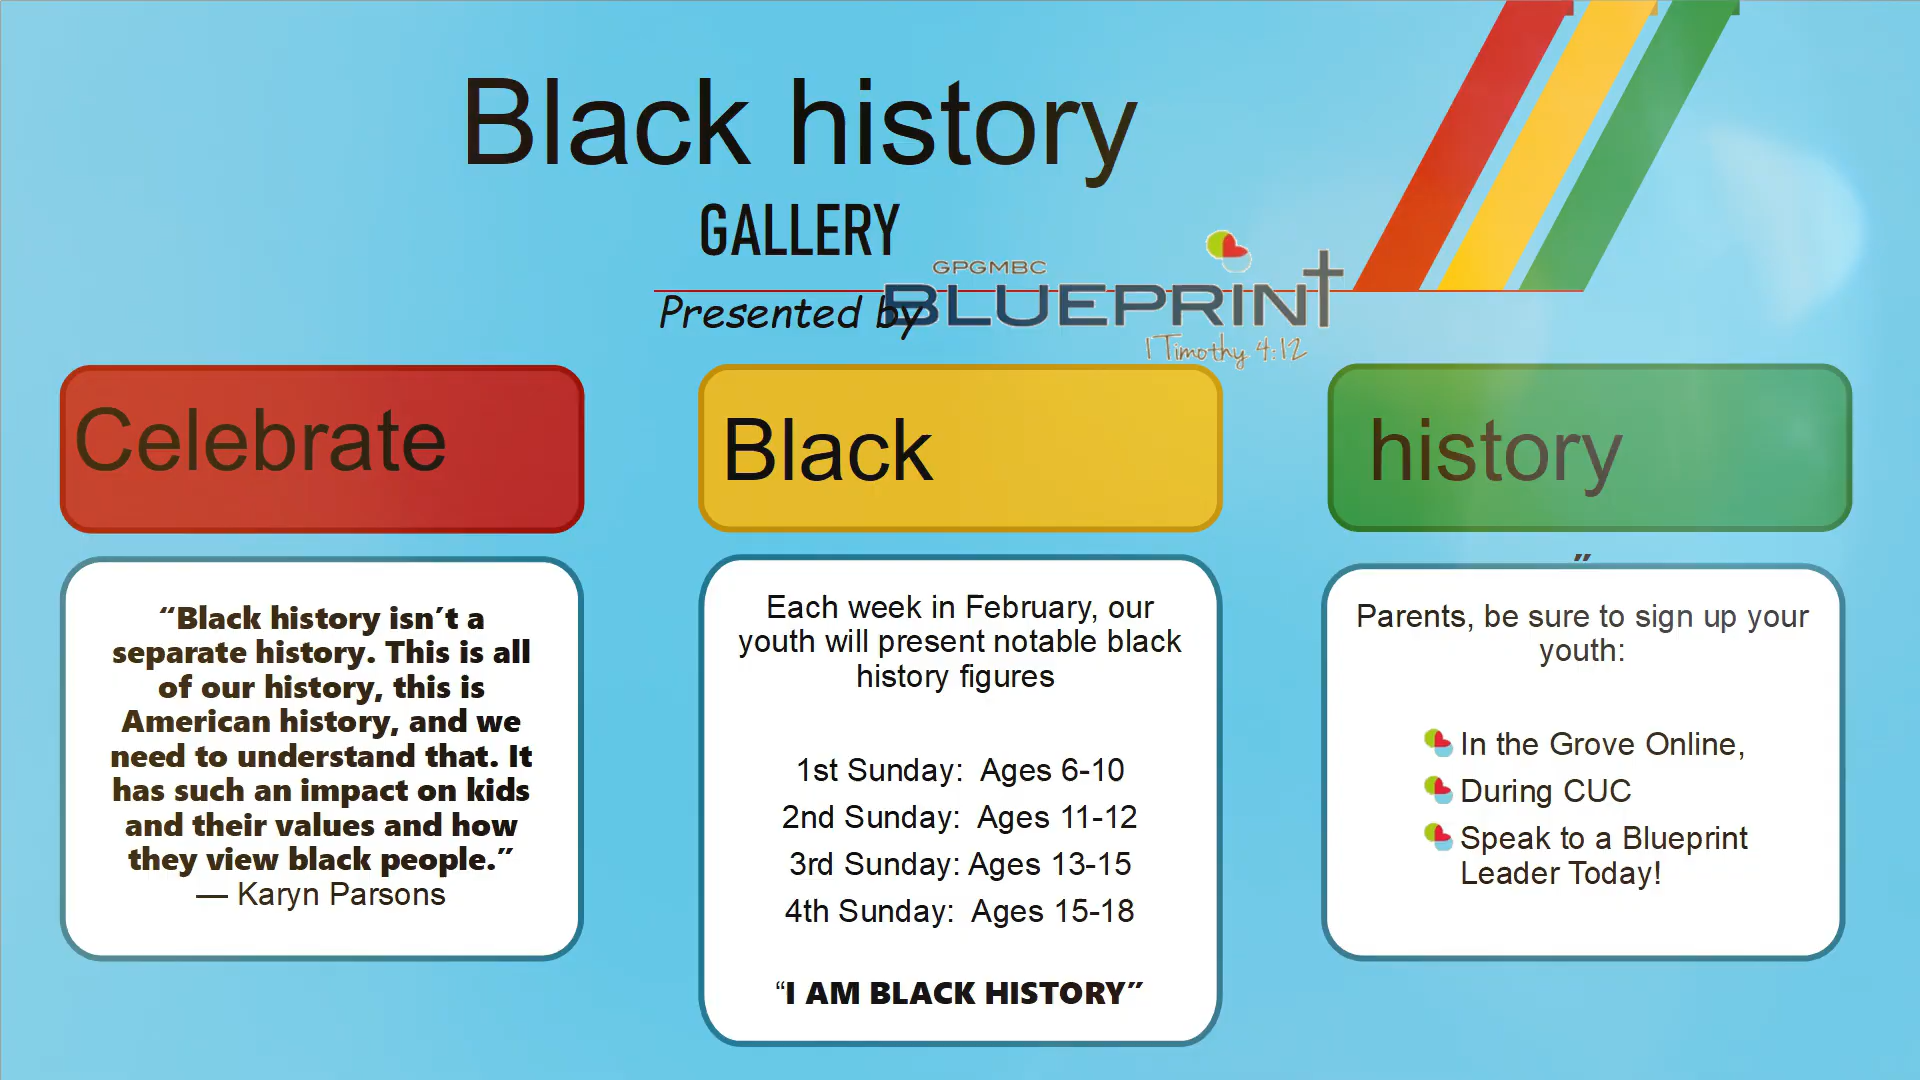 Black history
GALLERY
GPGMBC
Presented by BLUEPRINT
1 Timothy 4:12
Celebrate
Black
history
“Black history isn’t a
separate history. This is all
of our history, this is
American history, and we
need to understand that. It
has such an impact on kids
and their values and how
they view black people.”
— Karyn Parsons
Each week in February, our
youth will present notable black
history figures
1st Sunday:  Ages 6-10
2nd Sunday:  Ages 11-12
3rd Sunday: Ages 13-15
4th Sunday:  Ages 15-18
“I AM BLACK HISTORY”
”
Parents, be sure to sign up your
youth:
In the Grove Online,
During CUC
Speak to a Blueprint
Leader Today!